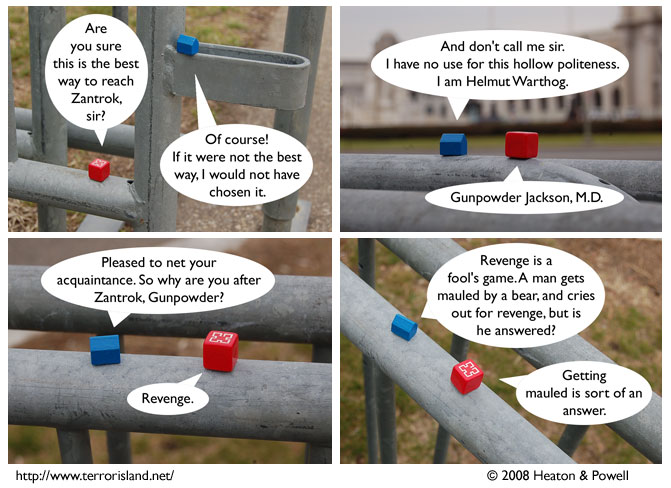 Are
you sure
this is the best
way to reach
Zantrok,
sir?
Of course!
If it were not the best
way, I would not have
chosen it.
And don't call me sir.
I have no use for this hollow politeness.
I am Helmut Warthog.
Gunpowder Jackson, M.D.
Pleased to net your
acquaintance. So why are you after
Zantrok, Gunpowder?
Revenge.
Revenge is a
fool's game. A man gets
mauled by a bear, and cries
out for revenge, but is
he answered?
Getting
mauled is sort of an
answer.
http://www.terrorisland.net/
© 2008 Heaton & Powell